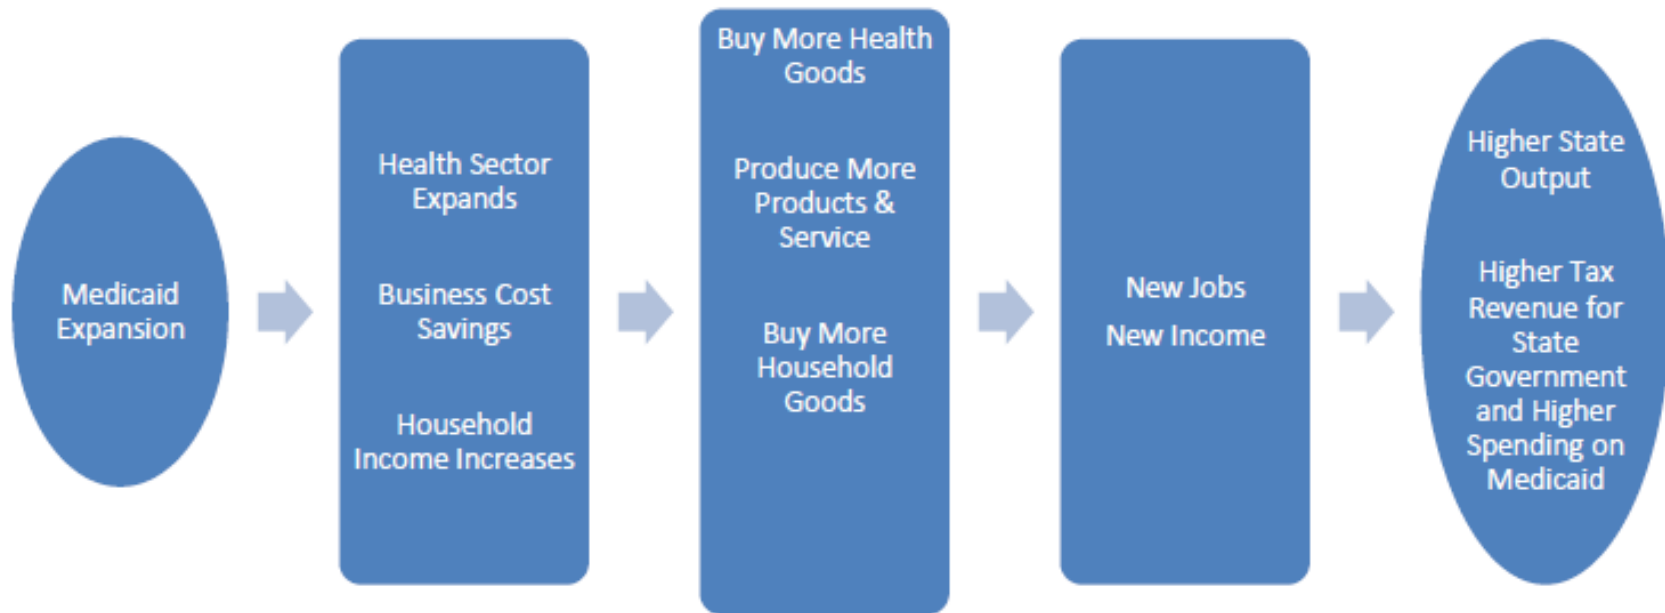 Medicaid
Expansion
Health Sector
Expands
Business Cost
Savings
Household
Income Increases
Buy More Health
Goods
Produce More
Products &
Service
Buy More
Household
Goods
New Jobs
New Income
Higher State
Output
Higher Tax
Revenue for
State
Government
and Higher
Spending on
Medicaid